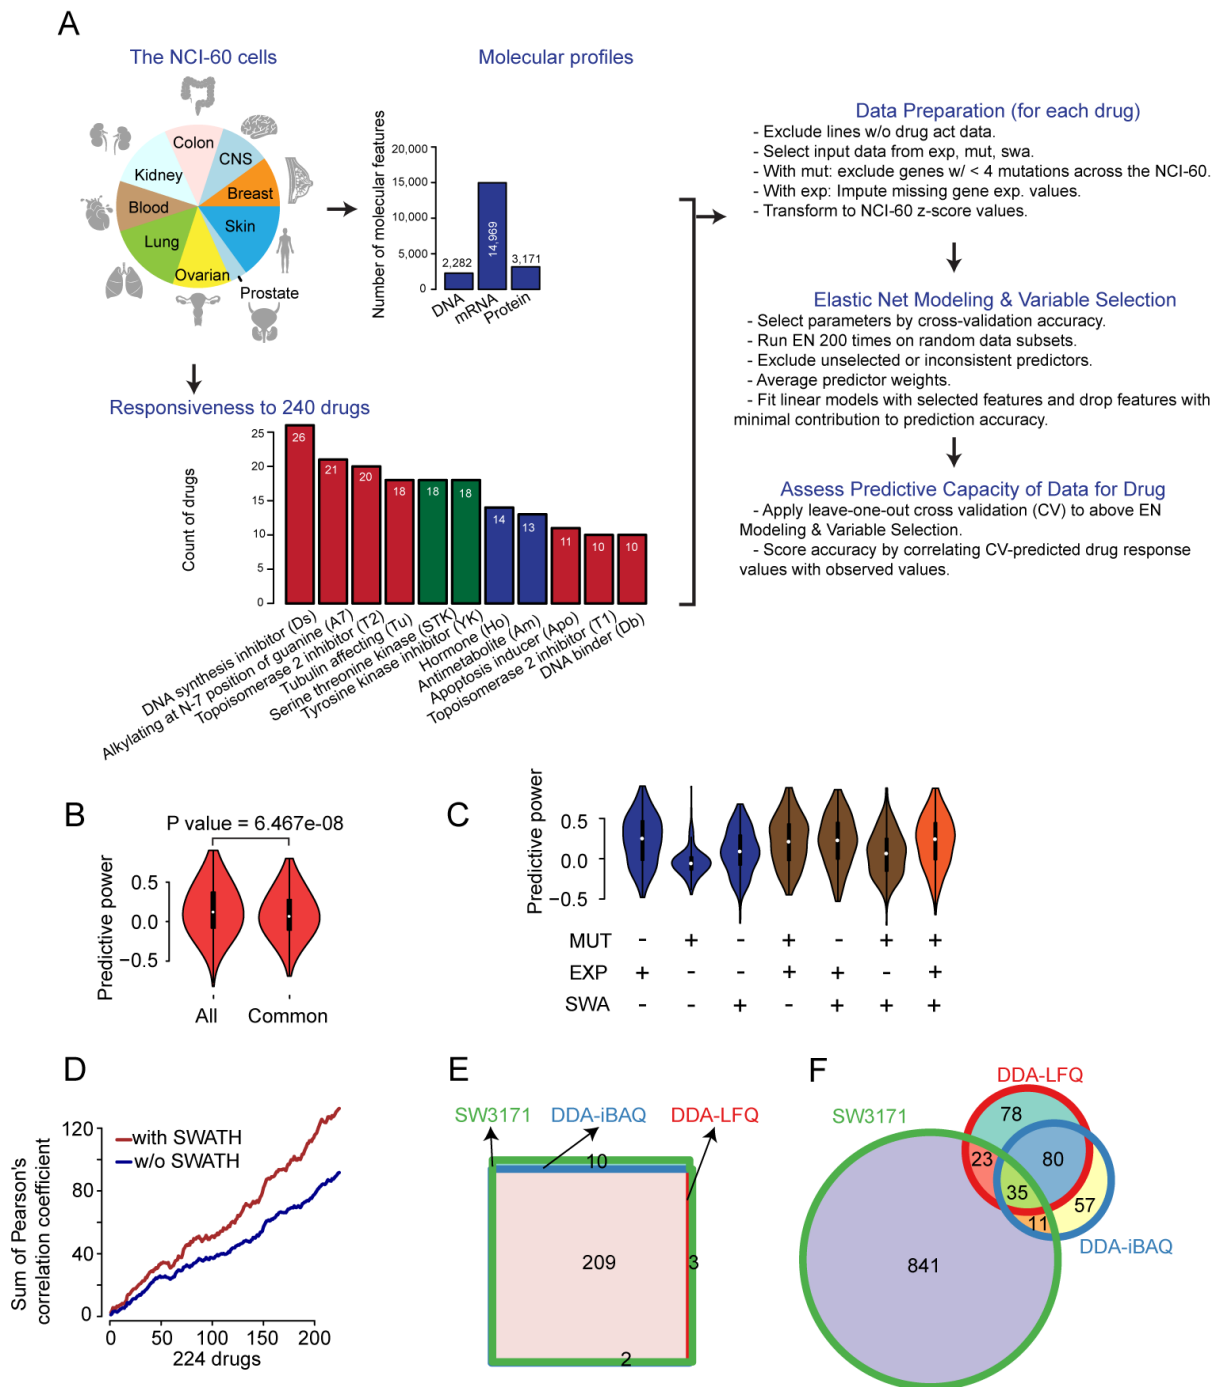 A
The NCI-60 cells
Molecular profiles
Colon
CNS
Kidney
Breast
Blood
Skin
Lung
Ovarian
Prostate
Number of molecular features
20,000
15,000
10,000
5,000
0
2,282
14,969
3,171
DNA
mRNA
Protein
Data Preparation (for each drug)
- Exclude lines w/o drug act data.
- Select input data from exp, mut, swa.
- With mut: exclude genes w/ < 4 mutations across the NCI-60.
- With exp: Impute missing gene exp. values.
- Transform to NCI-60 z-score values.
Elastic Net Modeling & Variable Selection
- Select parameters by cross-validation accuracy.
- Run EN 200 times on random data subsets.
- Exclude unselected or inconsistent predictors.
- Average predictor weights.
- Fit linear models with selected features and drop features with
minimal contribution to prediction accuracy.
Assess Predictive Capacity of Data for Drug
- Apply leave-one-out cross validation (CV) to above EN
Modeling & Variable Selection.
- Score accuracy by correlating CV-predicted drug response
values with observed values.
Responsiveness to 240 drugs
Count of drugs
25
20
15
10
5
0
26
21
20
18
18
18
14
13
11
10
10
DNA synthesis inhibitor (Ds)
Alkylating at N-7 position of guanine (A7)
Topoisomerase 2 inhibitor (T2)
Tubulin affecting (Tu)
Serine threonine kinase (STK)
Tyrosine kinase inhibitor (YK)
Hormone (Ho)
Antimetabolite (Am)
Apoptosis inducer (Apo)
Topoisomerase 2 inhibitor (T1)
DNA binder (Db)
B
P value = 6.467e-08
Predictive power
0.5
0.0
−0.5
All
Common
C
Predictive power
0.5
0.0
−0.5
MUT - + - + - + +
EXP + - - + + - +
SWA - - + - + + +
D
Sum of Pearson's
correlation coefficient
120
80
40
0
with SWATH
w/o SWATH
0 50 100 150 200
224 drugs
E
SW3171
DDA-iBAQ
DDA-LFQ
10
209
3
2
F
DDA-LFQ
SW3171
78
23
80
35
57
11
DDA-iBAQ
841